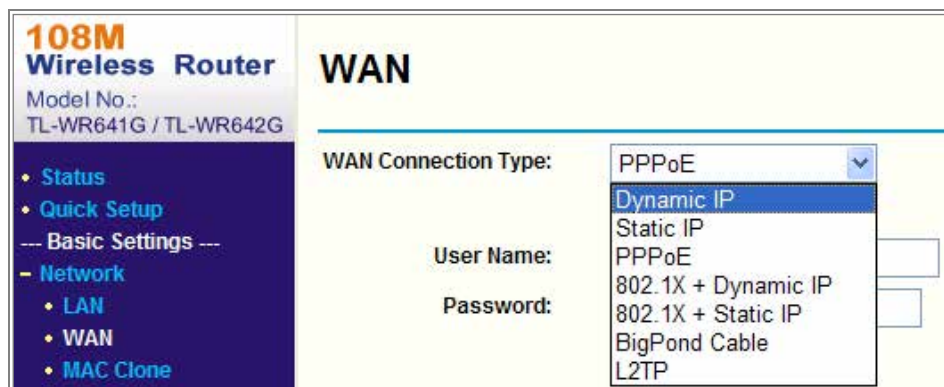 108M
Wireless Router
Model No.:
TL-WR641G / TL-WR642G
• Status
• Quick Setup
--- Basic Settings ---
– Network
• LAN
• WAN
• MAC Clone
WAN
WAN Connection Type:
PPPoE
Dynamic IP
Static IP
PPPoE
802.1X + Dynamic IP
802.1X + Static IP
BigPond Cable
L2TP
User Name:
Password: